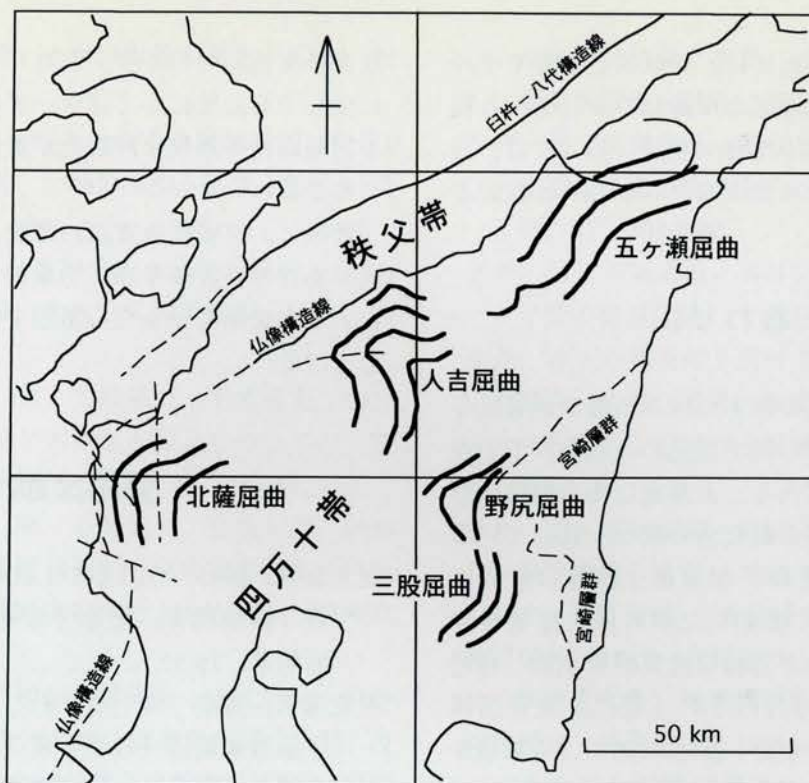 臼杵―八代構造線
秩父帯
五ヶ瀬屈曲
仏像構造線
人吉屈曲
宮崎層群
北薩屈曲
野尻屈曲
四万十帯
三股屈曲
宮崎層群
仏像構造線
50 km